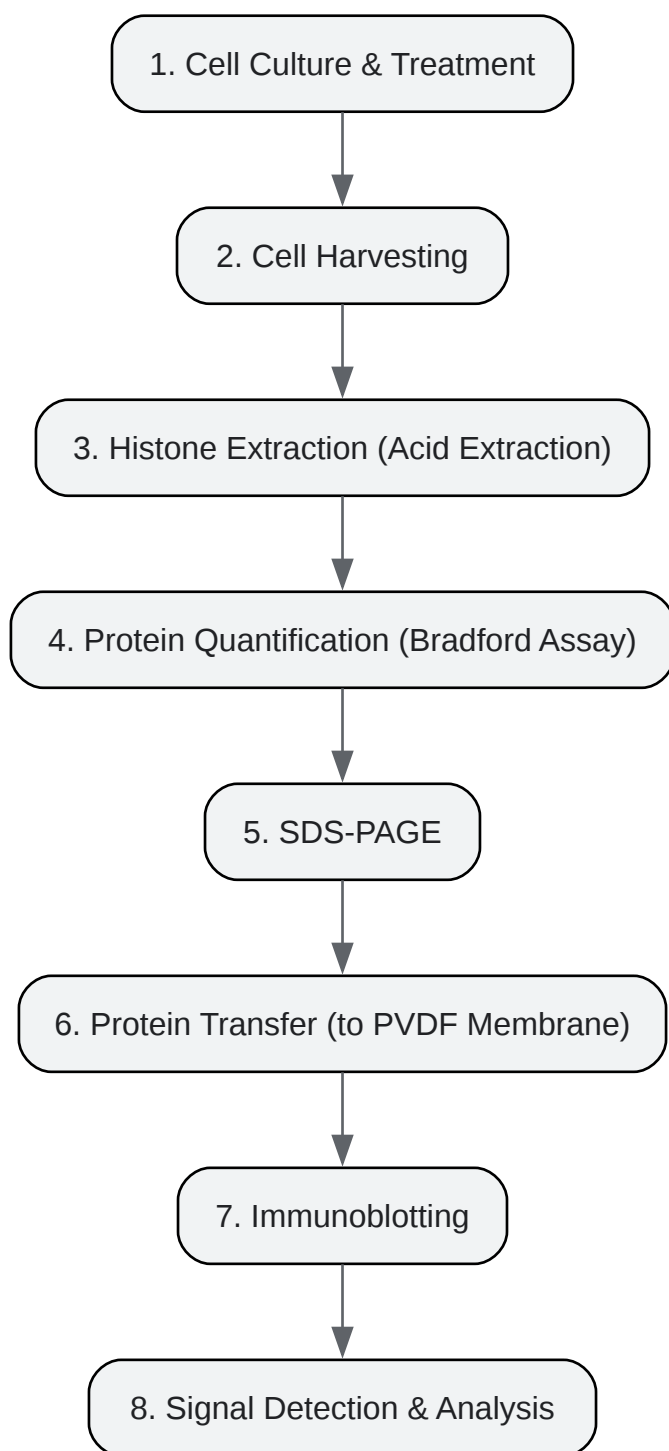 1. Cell Culture & Treatment
2. Cell Harvesting
3. Histone Extraction (Acid Extraction)
4. Protein Quantification (Bradford Assay)
5. SDS-PAGE
6. Protein Transfer (to PVDF Membrane)
7. Immunoblotting
8. Signal Detection & Analysis